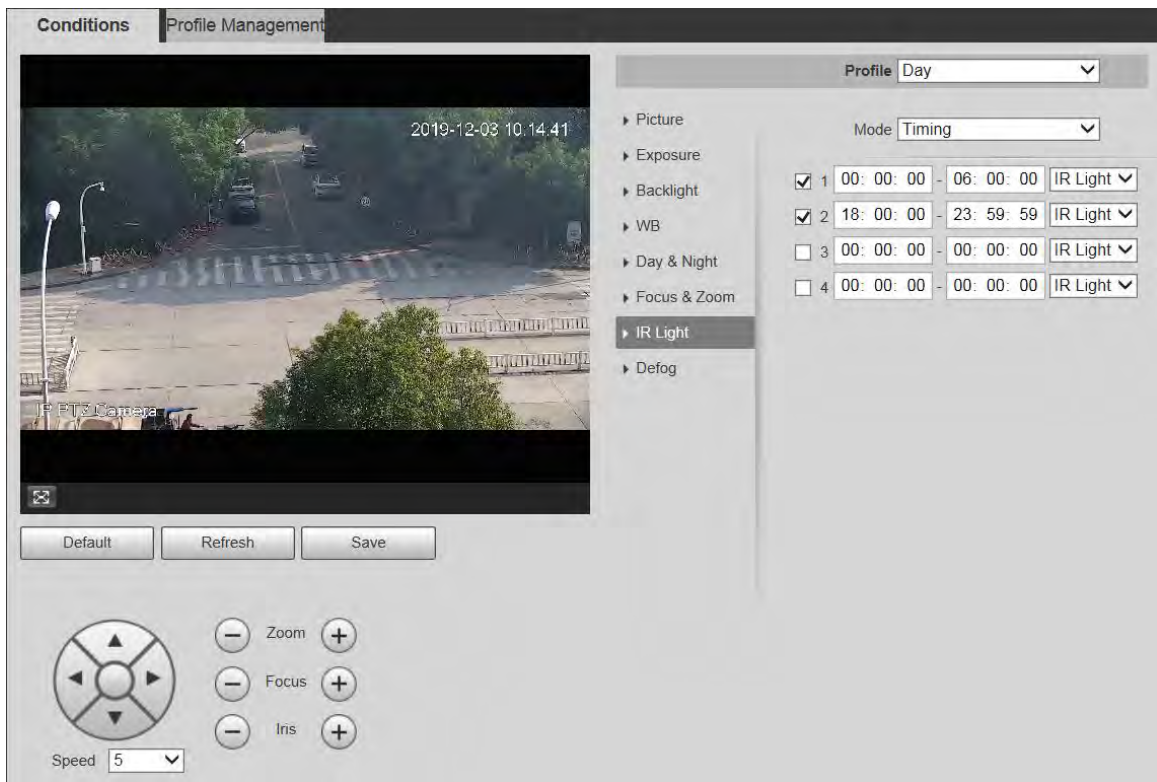 Conditions
Profile Management
2019-12-03 10:14:41
IP PTZ Camera
Default
Refresh
Save
Zoom
Focus
Iris
Speed 5
Profile Day
Picture
Exposure
Backlight
WB
Day & Night
Focus & Zoom
IR Light
Defog
Mode Timing
1 00: 00: 00 - 06: 00: 00 IR Light
2 18: 00: 00 - 23: 59: 59 IR Light
3 00: 00: 00 - 00: 00: 00 IR Light
4 00: 00: 00 - 00: 00: 00 IR Light